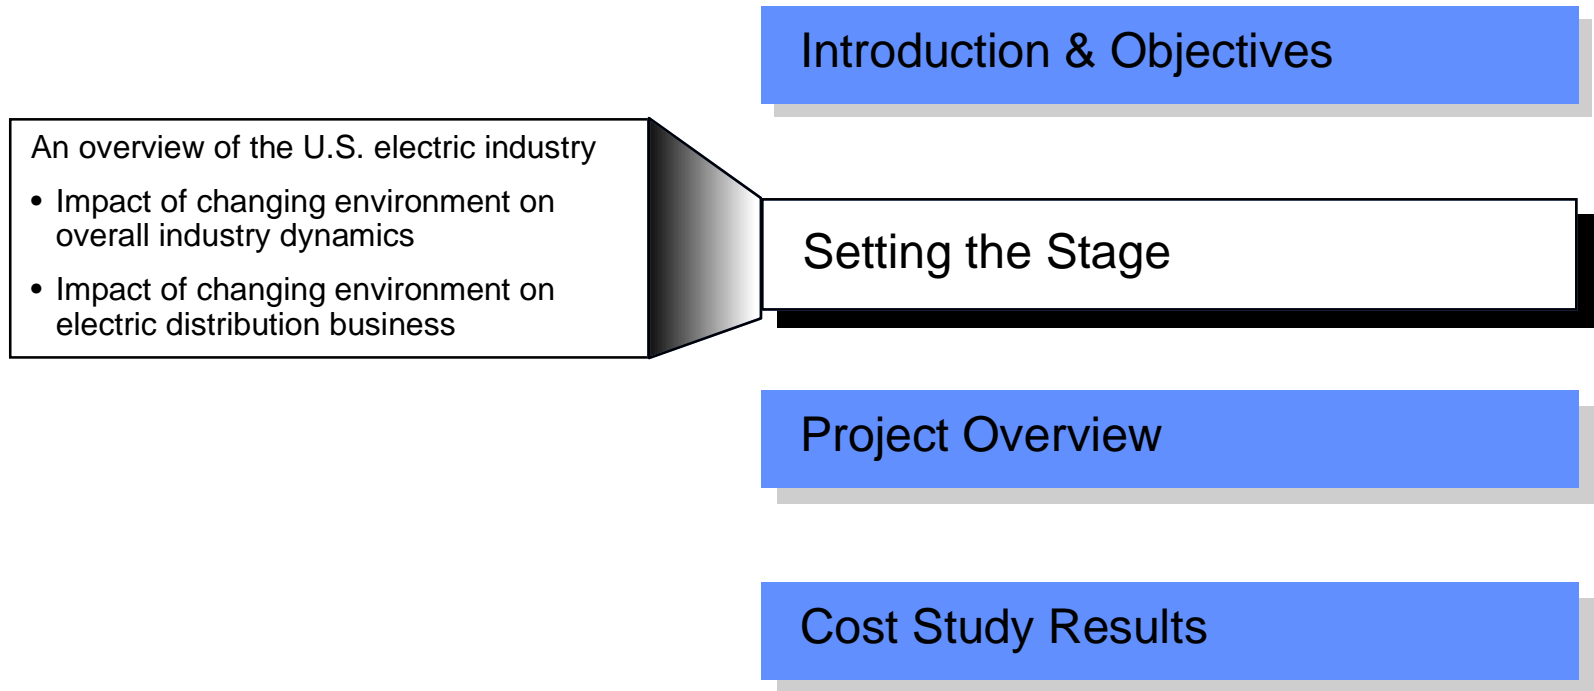 Introduction & Objectives
An overview of the U.S. electric industry
• Impact of changing environment on
overall industry dynamics
• Impact of changing environment on
electric distribution business
Setting the Stage
Project Overview
Cost Study Results